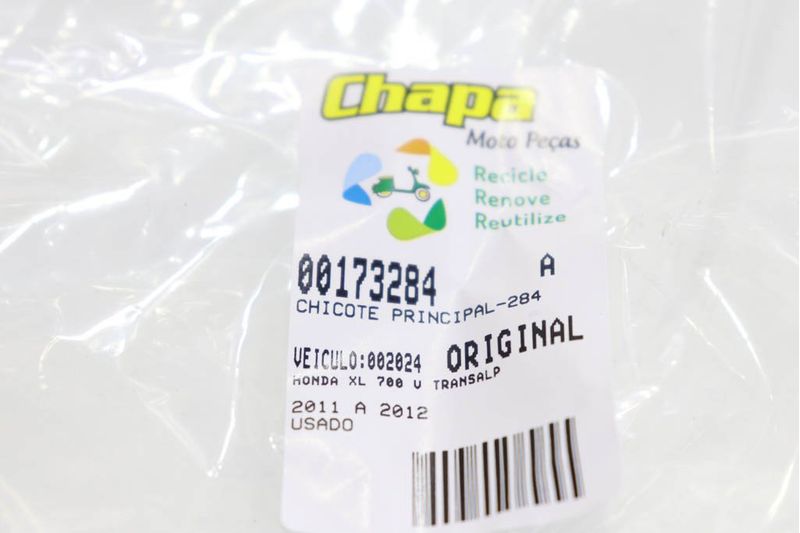 Chapa
Moto Peças
Recicle
Renove
Reutilize
00173284 A
CHICOTE PRINCIPAL-284
VEICULO:002024 ORIGINAL
HONDA XL 700 V TRANSALP
2011 A 2012
USADO